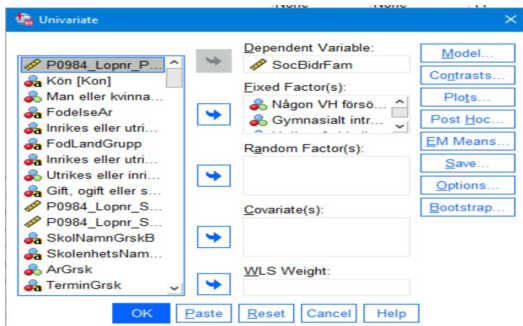 Univariate
P0984_Lopnr_P...
Kön [Kon]
Man eller kvinna...
FodelseAr
Inrikes eller utri...
FodLandGrupp
Inrikes eller utri...
Utrikes eller inri...
Gift, ogift eller s...
P0984_Lopnr_S...
P0984_Lopnr_S...
SkolNamnGrskB
SkolenhetsNam...
ArGrsk
TerminGrsk
Dependent Variable:
SocBidrFam
Fixed Factor(s):
Någon VH försö...
Gymnasialt intr...
Random Factor(s):
Covariate(s):
WLS Weight:
Model...
Contrasts...
Plots...
Post Hoc...
EM Means...
Save...
Options...
Bootstrap...
OK Paste Reset Cancel Help